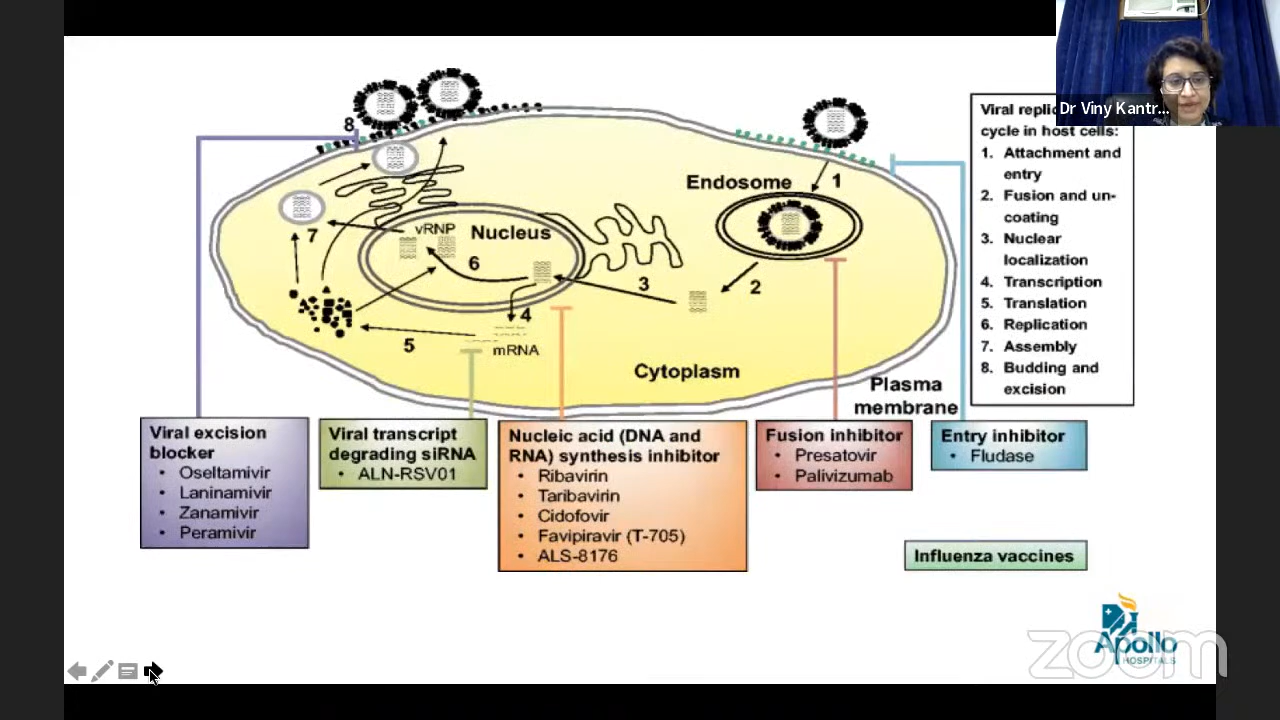 Dr Viny Kantr...
Viral replic
cycle in host cells:
1. Attachment and
entry
2. Fusion and un-
coating
3. Nuclear
localization
4. Transcription
5. Translation
6. Replication
7. Assembly
8. Budding and
excision
8
Endosome
1
vRNP
Nucleus
7
6
3
2
4
5
mRNA
Cytoplasm
Plasma
membrane
Viral excision
blocker
• Oseltamivir
• Laninamivir
• Zanamivir
• Peramivir
Viral transcript
degrading siRNA
• ALN-RSV01
Nucleic acid (DNA and
RNA) synthesis inhibitor
• Ribavirin
• Taribavirin
• Cidofovir
• Favipiravir (T-705)
• ALS-8176
Fusion inhibitor
• Presatovir
• Palivizumab
Entry inhibitor
• Fludase
Influenza vaccines
Apollo
HOSPITALS
zoom